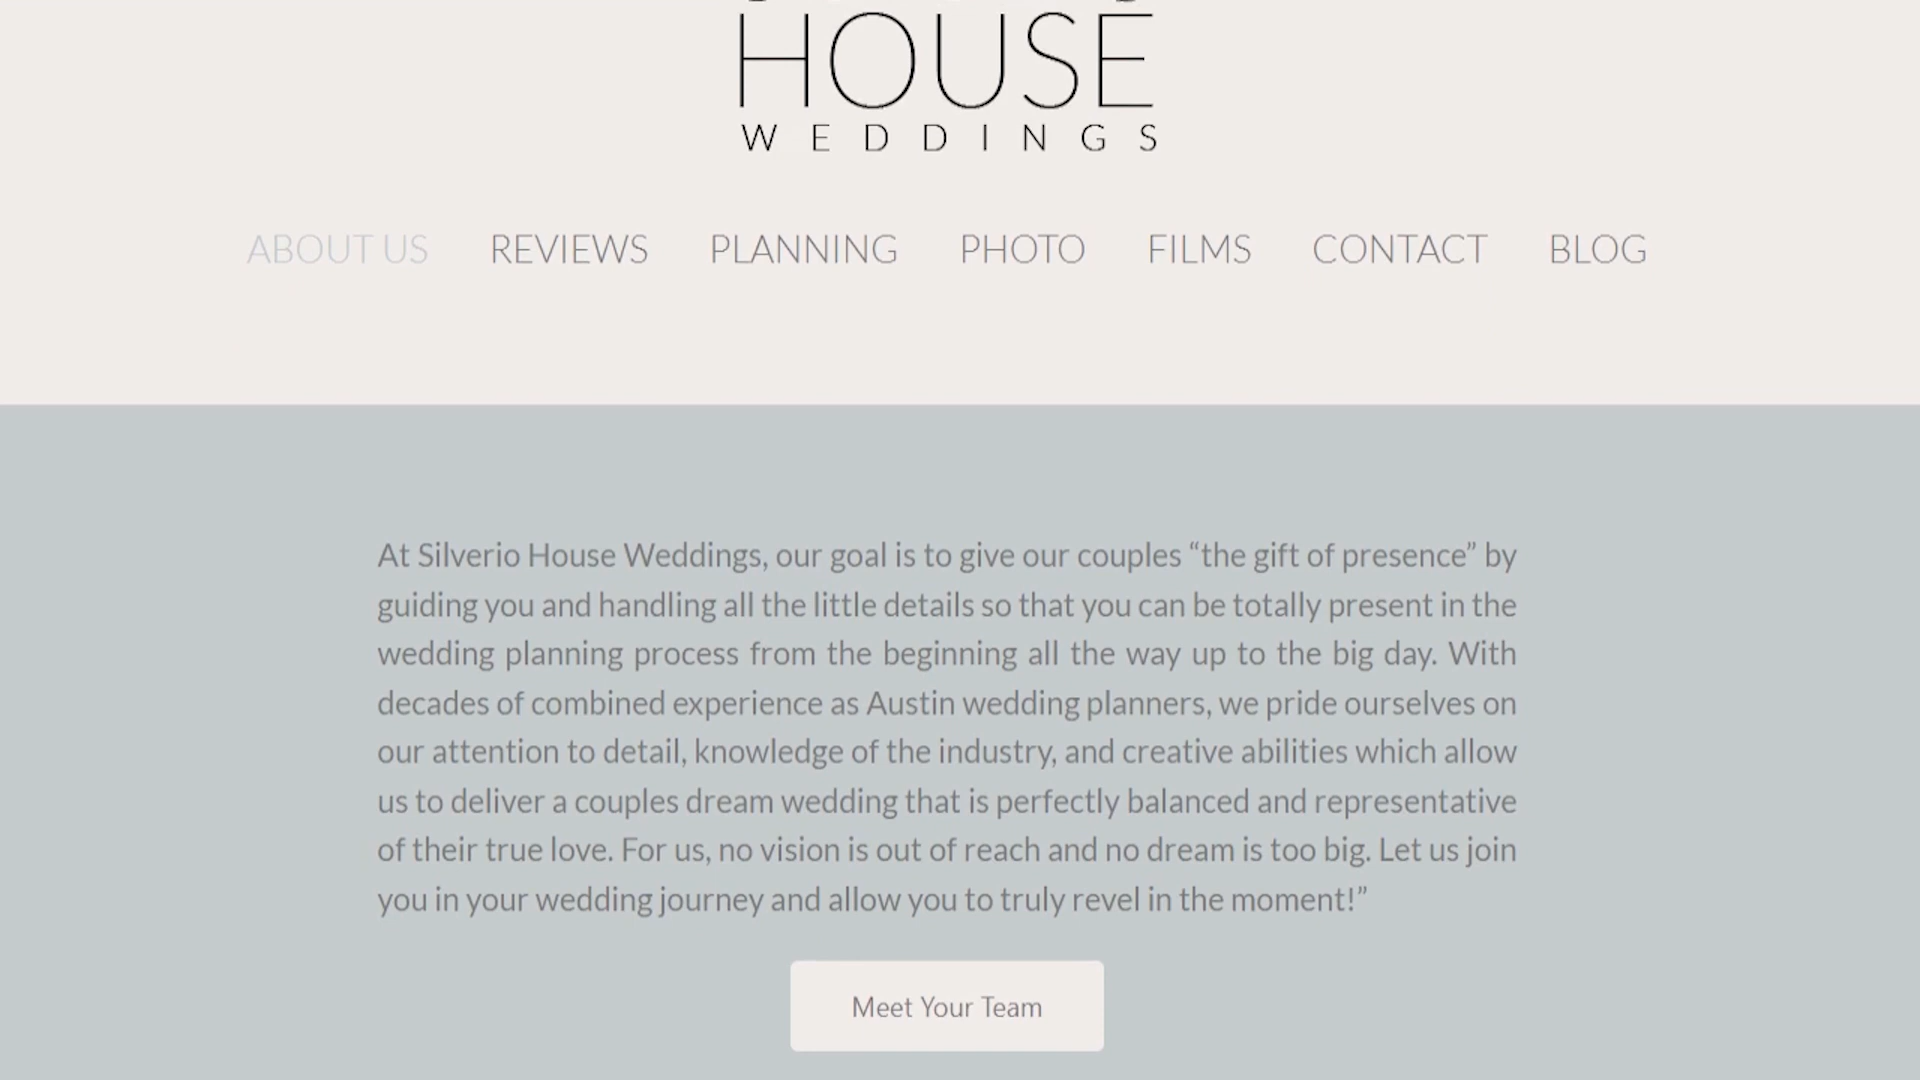 HOUSE
WEDDINGS
ABOUT US REVIEWS PLANNING PHOTO FILMS CONTACT BLOG
At Silverio House Weddings, our goal is to give our couples “the gift of presence” by
guiding you and handling all the little details so that you can be totally present in the
wedding planning process from the beginning all the way up to the big day. With
decades of combined experience as Austin wedding planners, we pride ourselves on
our attention to detail, knowledge of the industry, and creative abilities which allow
us to deliver a couples dream wedding that is perfectly balanced and representative
of their true love. For us, no vision is out of reach and no dream is too big. Let us join
you in your wedding journey and allow you to truly revel in the moment!”
Meet Your Team